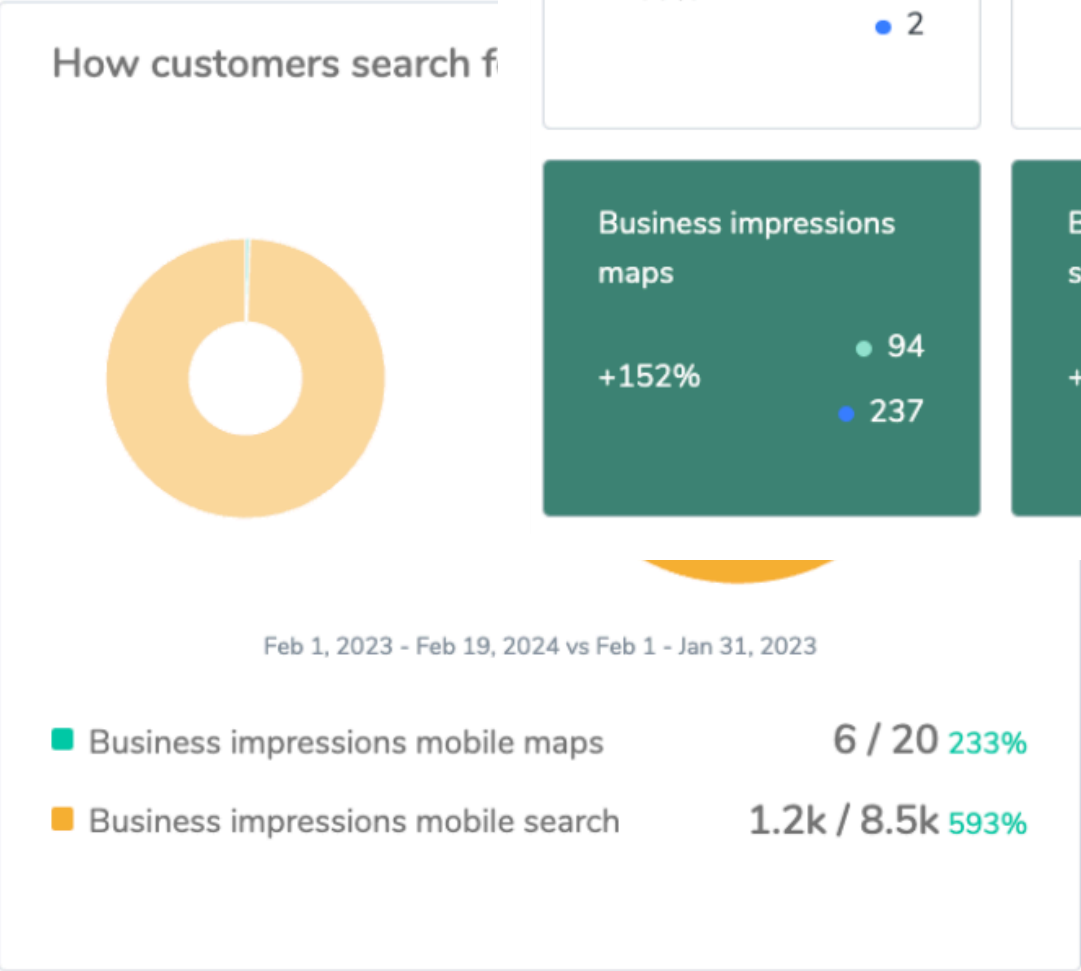 How customers search f
2
Business impressions
maps
94
+152%
237
Feb 1, 2023 - Feb 19, 2024 vs Feb 1 - Jan 31, 2023
Business impressions mobile maps
6 / 20 233%
Business impressions mobile search
1.2k / 8.5k 593%